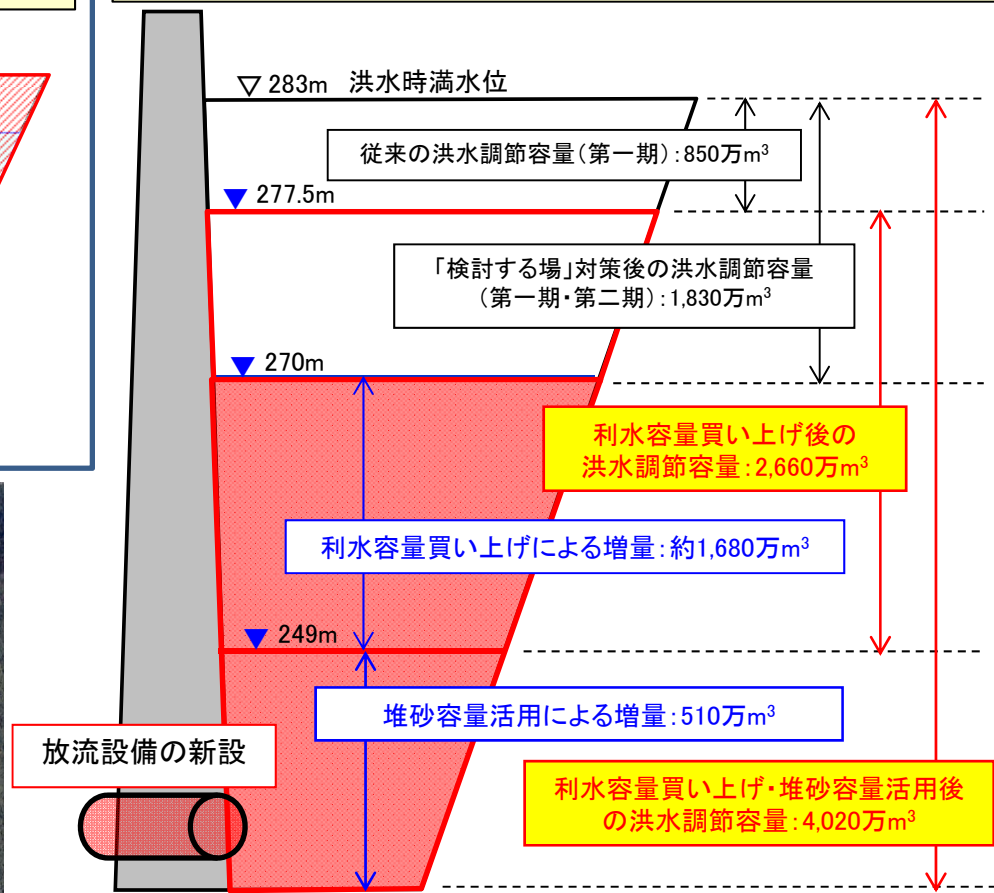 ▽ 283m 洪水時満水位
従来の洪水調節容量(第一期):850万m³
▼ 277.5m
「検討する場」対策後の洪水調節容量
(第一期・第二期):1,830万m³
▼ 270m
利水容量買い上げ後の
洪水調節容量:2,660万m³
利水容量買い上げによる増量:約1,680万m³
▼ 249m
堆砂容量活用による増量:510万m³
放流設備の新設
利水容量買い上げ・堆砂容量活用後
の洪水調節容量:4,020万m³